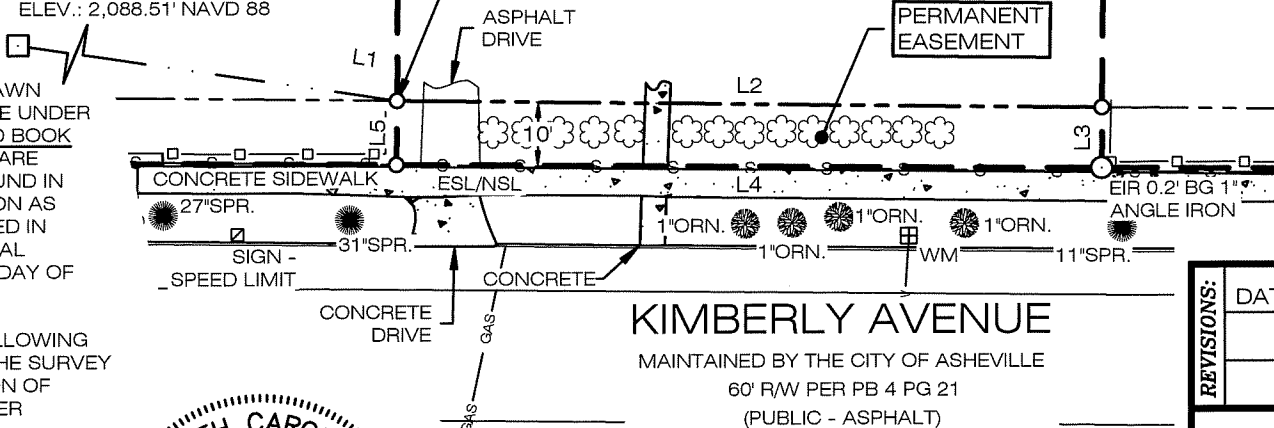 ELEV.: 2,088.51' NAVD 88
ASPHALT
DRIVE
PERMANENT
EASEMENT
L1
L2
AWN
E UNDER
BOOK
ARE
UND IN
ON AS
ED IN
AL
DAY OF
LLOWING
HE SURVEY
N OF
ER
L5
10'
L3
CONCRETE SIDEWALK
ESL/NSL
L4
EIR 0.2' BG 1"
ANGLE IRON
27"SPR.
31"SPR.
1"ORN.
1"ORN.
1"ORN.
1"ORN.
WM
11"SPR.
SIGN -
SPEED LIMIT
CONCRETE
CONCRETE
DRIVE
GAS
GAS
KIMBERLY AVENUE
MAINTAINED BY THE CITY OF ASHEVILLE
60' R/W PER PB 4 PG 21
(PUBLIC - ASPHALT)
REVISIONS:
DAT
TH CARO